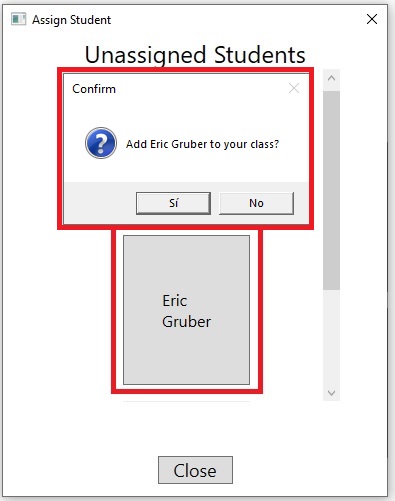 Assign Student
Unassigned Students
Confirm
Add Eric Gruber to your class?
Sí
No
Eric
Gruber
Close